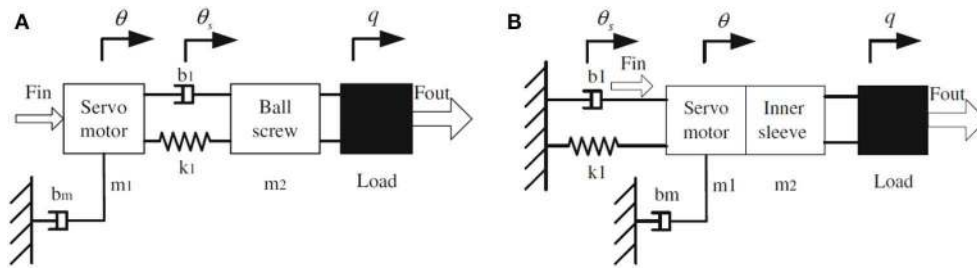 A
θ
θs
q
b1
Fin
Servo
motor
Ball
screw
Fout
k1
m1
m2
Load
bm
B
θs
θ
q
b1
Fin
Servo
motor
Inner
sleeve
Fout
k1
m1
m2
Load
bm